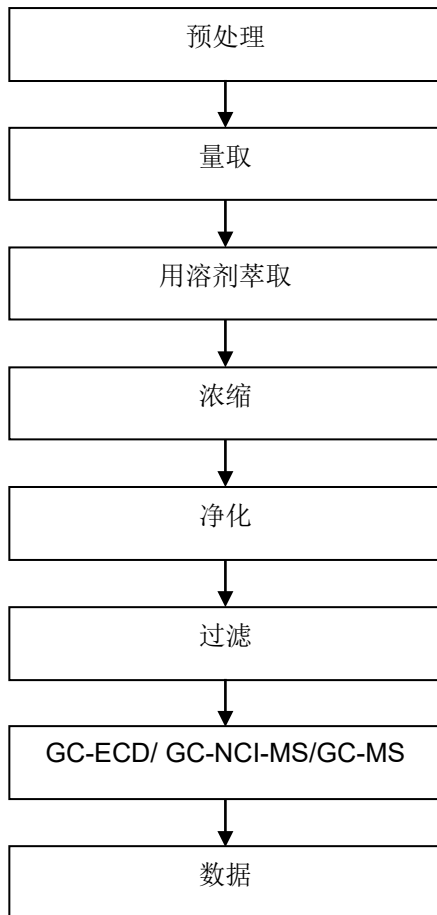 预处理
量取
用溶剂萃取
浓缩
净化
过滤
GC-ECD/ GC-NCI-MS/GC-MS
数据